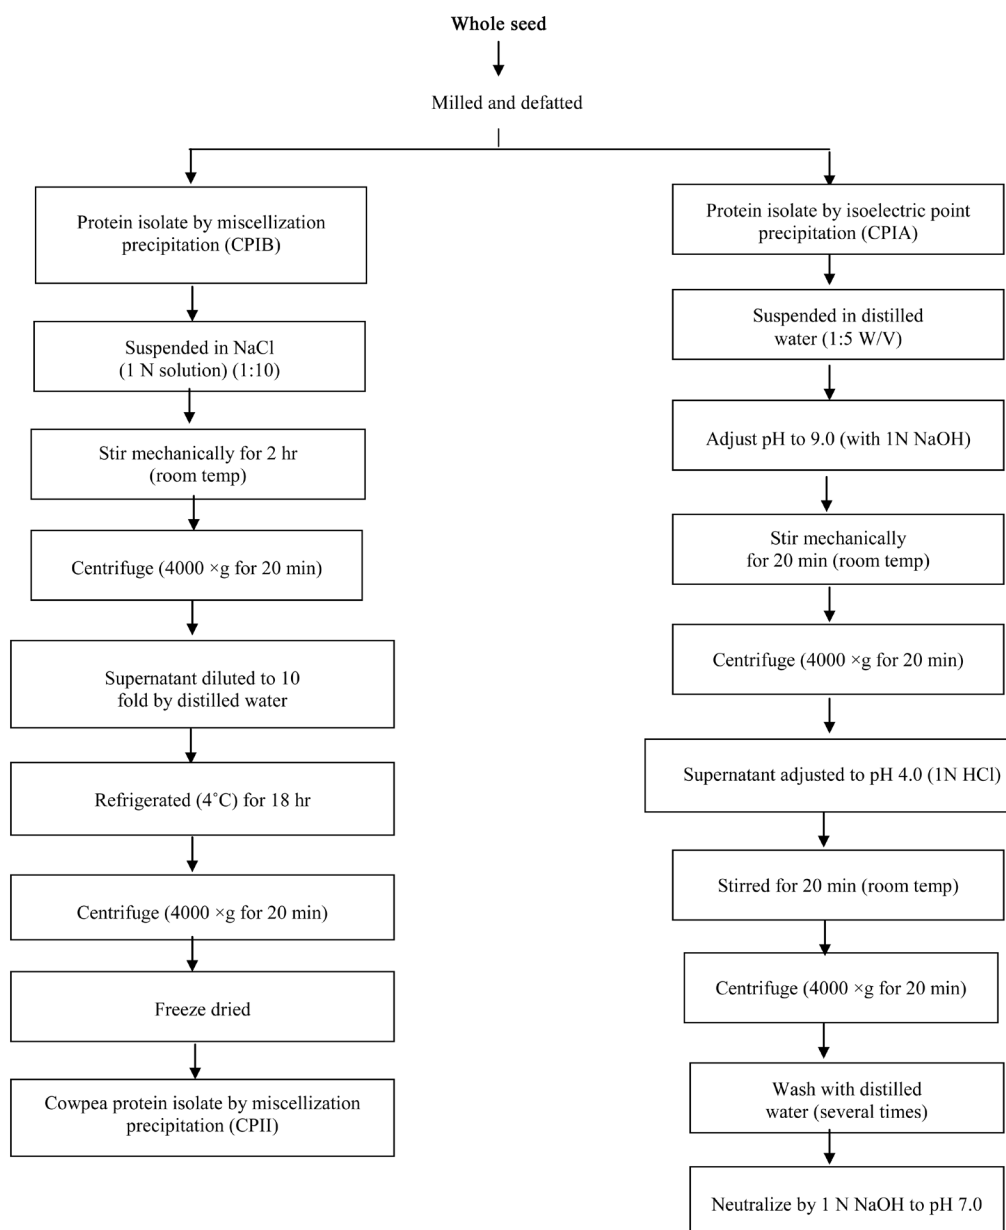 Whole seed
Milled and defatted
Protein isolate by miscellization
precipitation (CPIB)
Suspended in NaCl
(1 N solution) (1:10)
Stir mechanically for 2 hr
(room temp)
Centrifuge (4000 ×g for 20 min)
Supernatant diluted to 10
fold by distilled water
Refrigerated (4˚C) for 18 hr
Centrifuge (4000 ×g for 20 min)
Freeze dried
Cowpea protein isolate by miscellization
precipitation (CPII)
Protein isolate by isoelectric point
precipitation (CPIA)
Suspended in distilled
water (1:5 W/V)
Adjust pH to 9.0 (with 1N NaOH)
Stir mechanically
for 20 min (room temp)
Centrifuge (4000 ×g for 20 min)
Supernatant adjusted to pH 4.0 (1N HCl)
Stirred for 20 min (room temp)
Centrifuge (4000 ×g for 20 min)
Wash with distilled
water (several times)
Neutralize by 1 N NaOH to pH 7.0